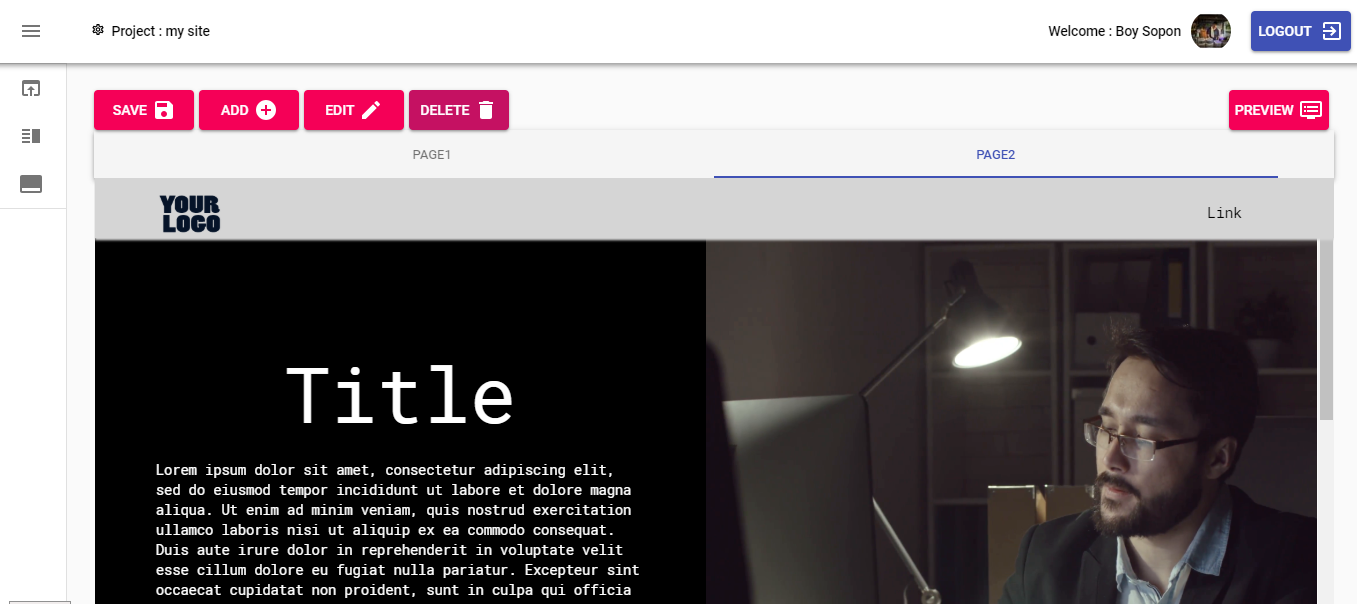 Project : my site
Welcome : Boy Sopon
LOGOUT
SAVE
ADD
EDIT
DELETE
PREVIEW
PAGE1
PAGE2
YOUR
LOGO
Link
Title
Lorem ipsum dolor sit amet, consectetur adipiscing elit,
sed do eiusmod tempor incididunt ut labore et dolore magna
aliqua. Ut enim ad minim veniam, quis nostrud exercitation
ullamco laboris nisi ut aliquip ex ea commodo consequat.
Duis aute irure dolor in reprehenderit in voluptate velit
esse cillum dolore eu fugiat nulla pariatur. Excepteur sint
occaecat cupidatat non proident, sunt in culpa qui officia